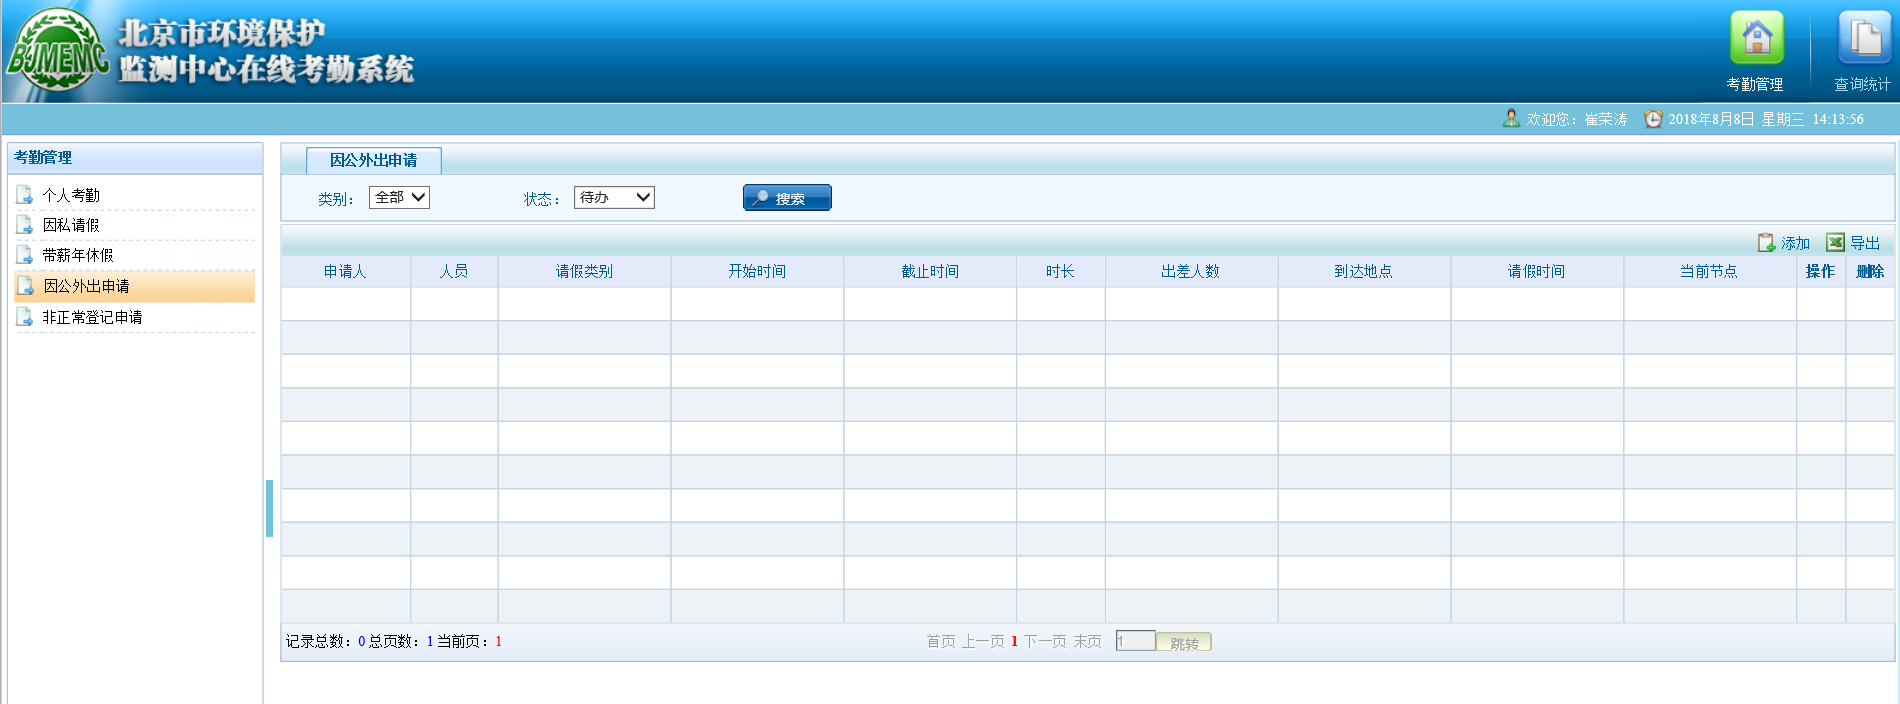 北京市环境保护
监测中心在线考勤系统
BJMEMC
考勤管理
查询统计
欢迎您：崔荣涛 2018年8月8日 星期三 14:13:56
考勤管理
个人考勤
因私请假
带薪年休假
因公外出申请
非正常登记申请
因公外出申请
类别： 全部 状态： 待办 搜索
添加 导出
申请人 人员 请假类别 开始时间 截止时间 时长 出差人数 到达地点 请假时间 当前节点 操作 删除
记录总数：0 总页数：1 当前页：1 首页 上一页 1 下一页 末页 1 跳转